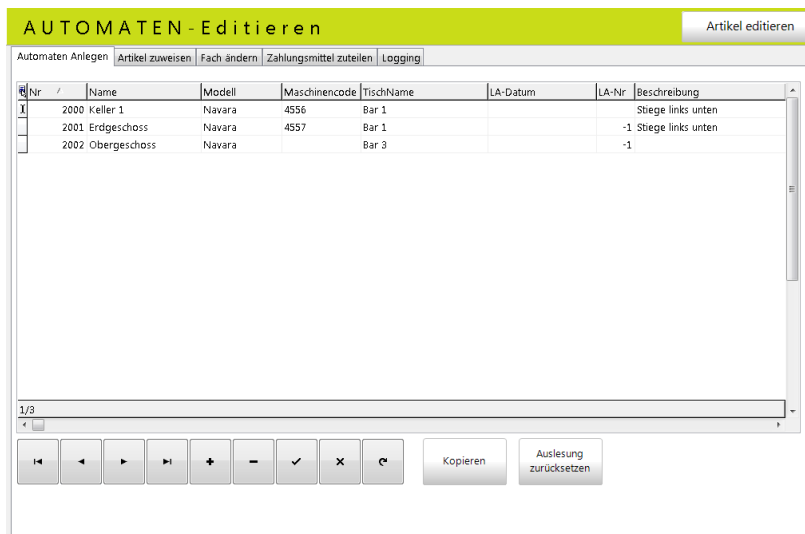 AUTOMATEN-Editieren
Artikel editieren
Automaten Anlegen Artikel zuweisen Fach ändern Zahlungsmittel zuteilen Logging
Nr Name Modell Maschinencode TischName LA-Datum LA-Nr Beschreibung
2000 Keller 1 Navara 4556 Bar 1 Stiege links unten
2001 Erdgeschoss Navara 4557 Bar 1 -1 Stiege links unten
2002 Obergeschoss Navara Bar 3 -1
1/3
Kopieren
Auslesung
zurücksetzen